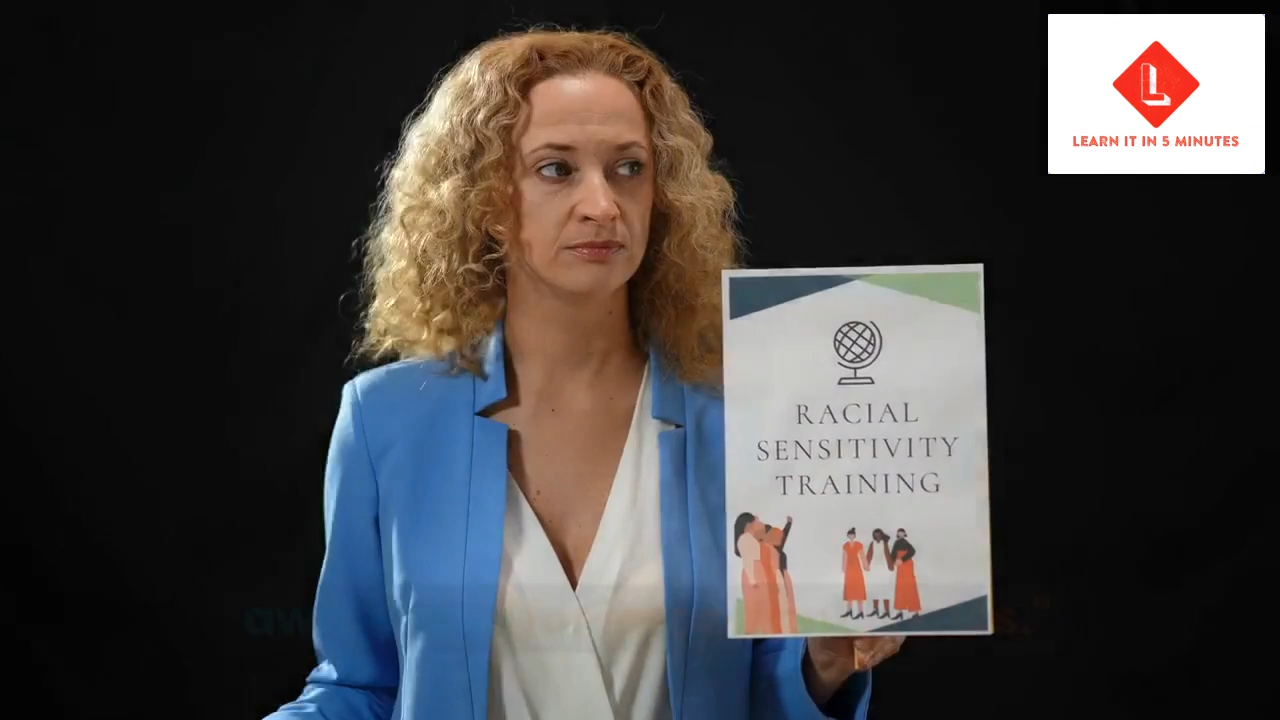 L
LEARN IT IN 5 MINUTES
RACIAL
SENSITIVITY
TRAINING